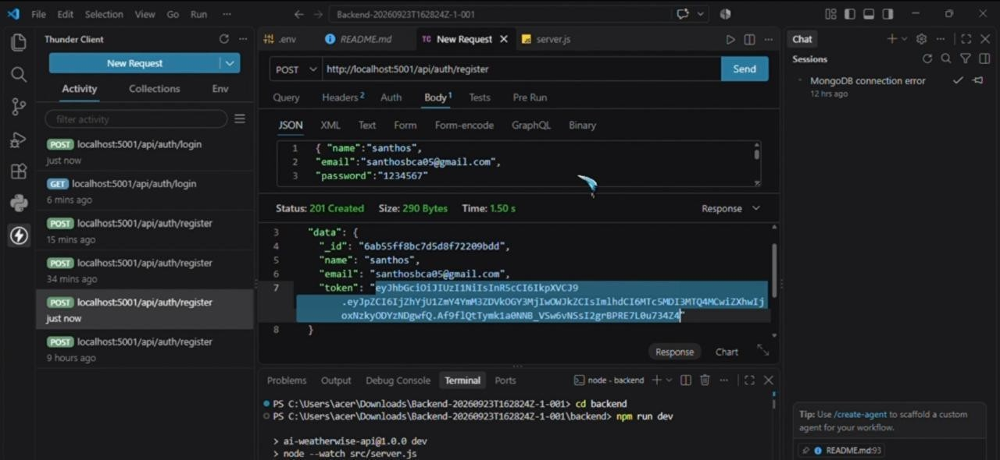 File Edit Selection View Go Run ··· Backend-20260923T162824Z-1-001
Thunder Client
New Request
Activity Collections Env
filter activity
POST localhost:5001/api/auth/login
just now
GET localhost:5001/api/auth/login
6 mins ago
POST localhost:5001/api/auth/register
15 mins ago
POST localhost:5001/api/auth/register
34 mins ago
POST localhost:5001/api/auth/register
just now
POST localhost:5001/api/auth/register
9 hours ago
.env README.md TC New Request server.js
POST http://localhost:5001/api/auth/register Send
Query Headers 2 Auth Body 1 Tests Pre Run
JSON XML Text Form Form-encode GraphQL Binary
1 { "name":"santhos",
2 "email":"santhosbca05@gmail.com",
3 "password":"1234567"
Status: 201 Created Size: 290 Bytes Time: 1.50 s Response
3 "data": {
4 "_id": "6ab55ff8bc7d5d8f72209bdd",
5 "name": "santhos",
6 "email": "santhosbca05@gmail.com",
7 "token": "eyJhbGciOiJIUzI1NiIsInR5cCI6IkpXVCJ9
.eyJpZCI6IjZhYjU1ZmY4YmM3ZDVkOGY3MjIwOWJkZCIsImlhdCI6MTc5MDI3MTQ4MCwiZXhwIj
oxNzkyODYzNDgwfQ.Af9flQtTymk1a0NNB_VSw6vNSsI2grBPRE7L0u734Z4"
8 }
Response Chart
Problems Output Debug Console Terminal Ports node - backend
PS C:\Users\acer\Downloads\Backend-20260923T162824Z-1-001> cd backend
PS C:\Users\acer\Downloads\Backend-20260923T162824Z-1-001\backend> npm run dev
> ai-weatherwise-api@1.0.0 dev
> node --watch src/server.js
Chat
Sessions
MongoDB connection error
12 hrs ago
Tip: Use /create-agent to scaffold a custom
agent for your workflow.
README.md:93